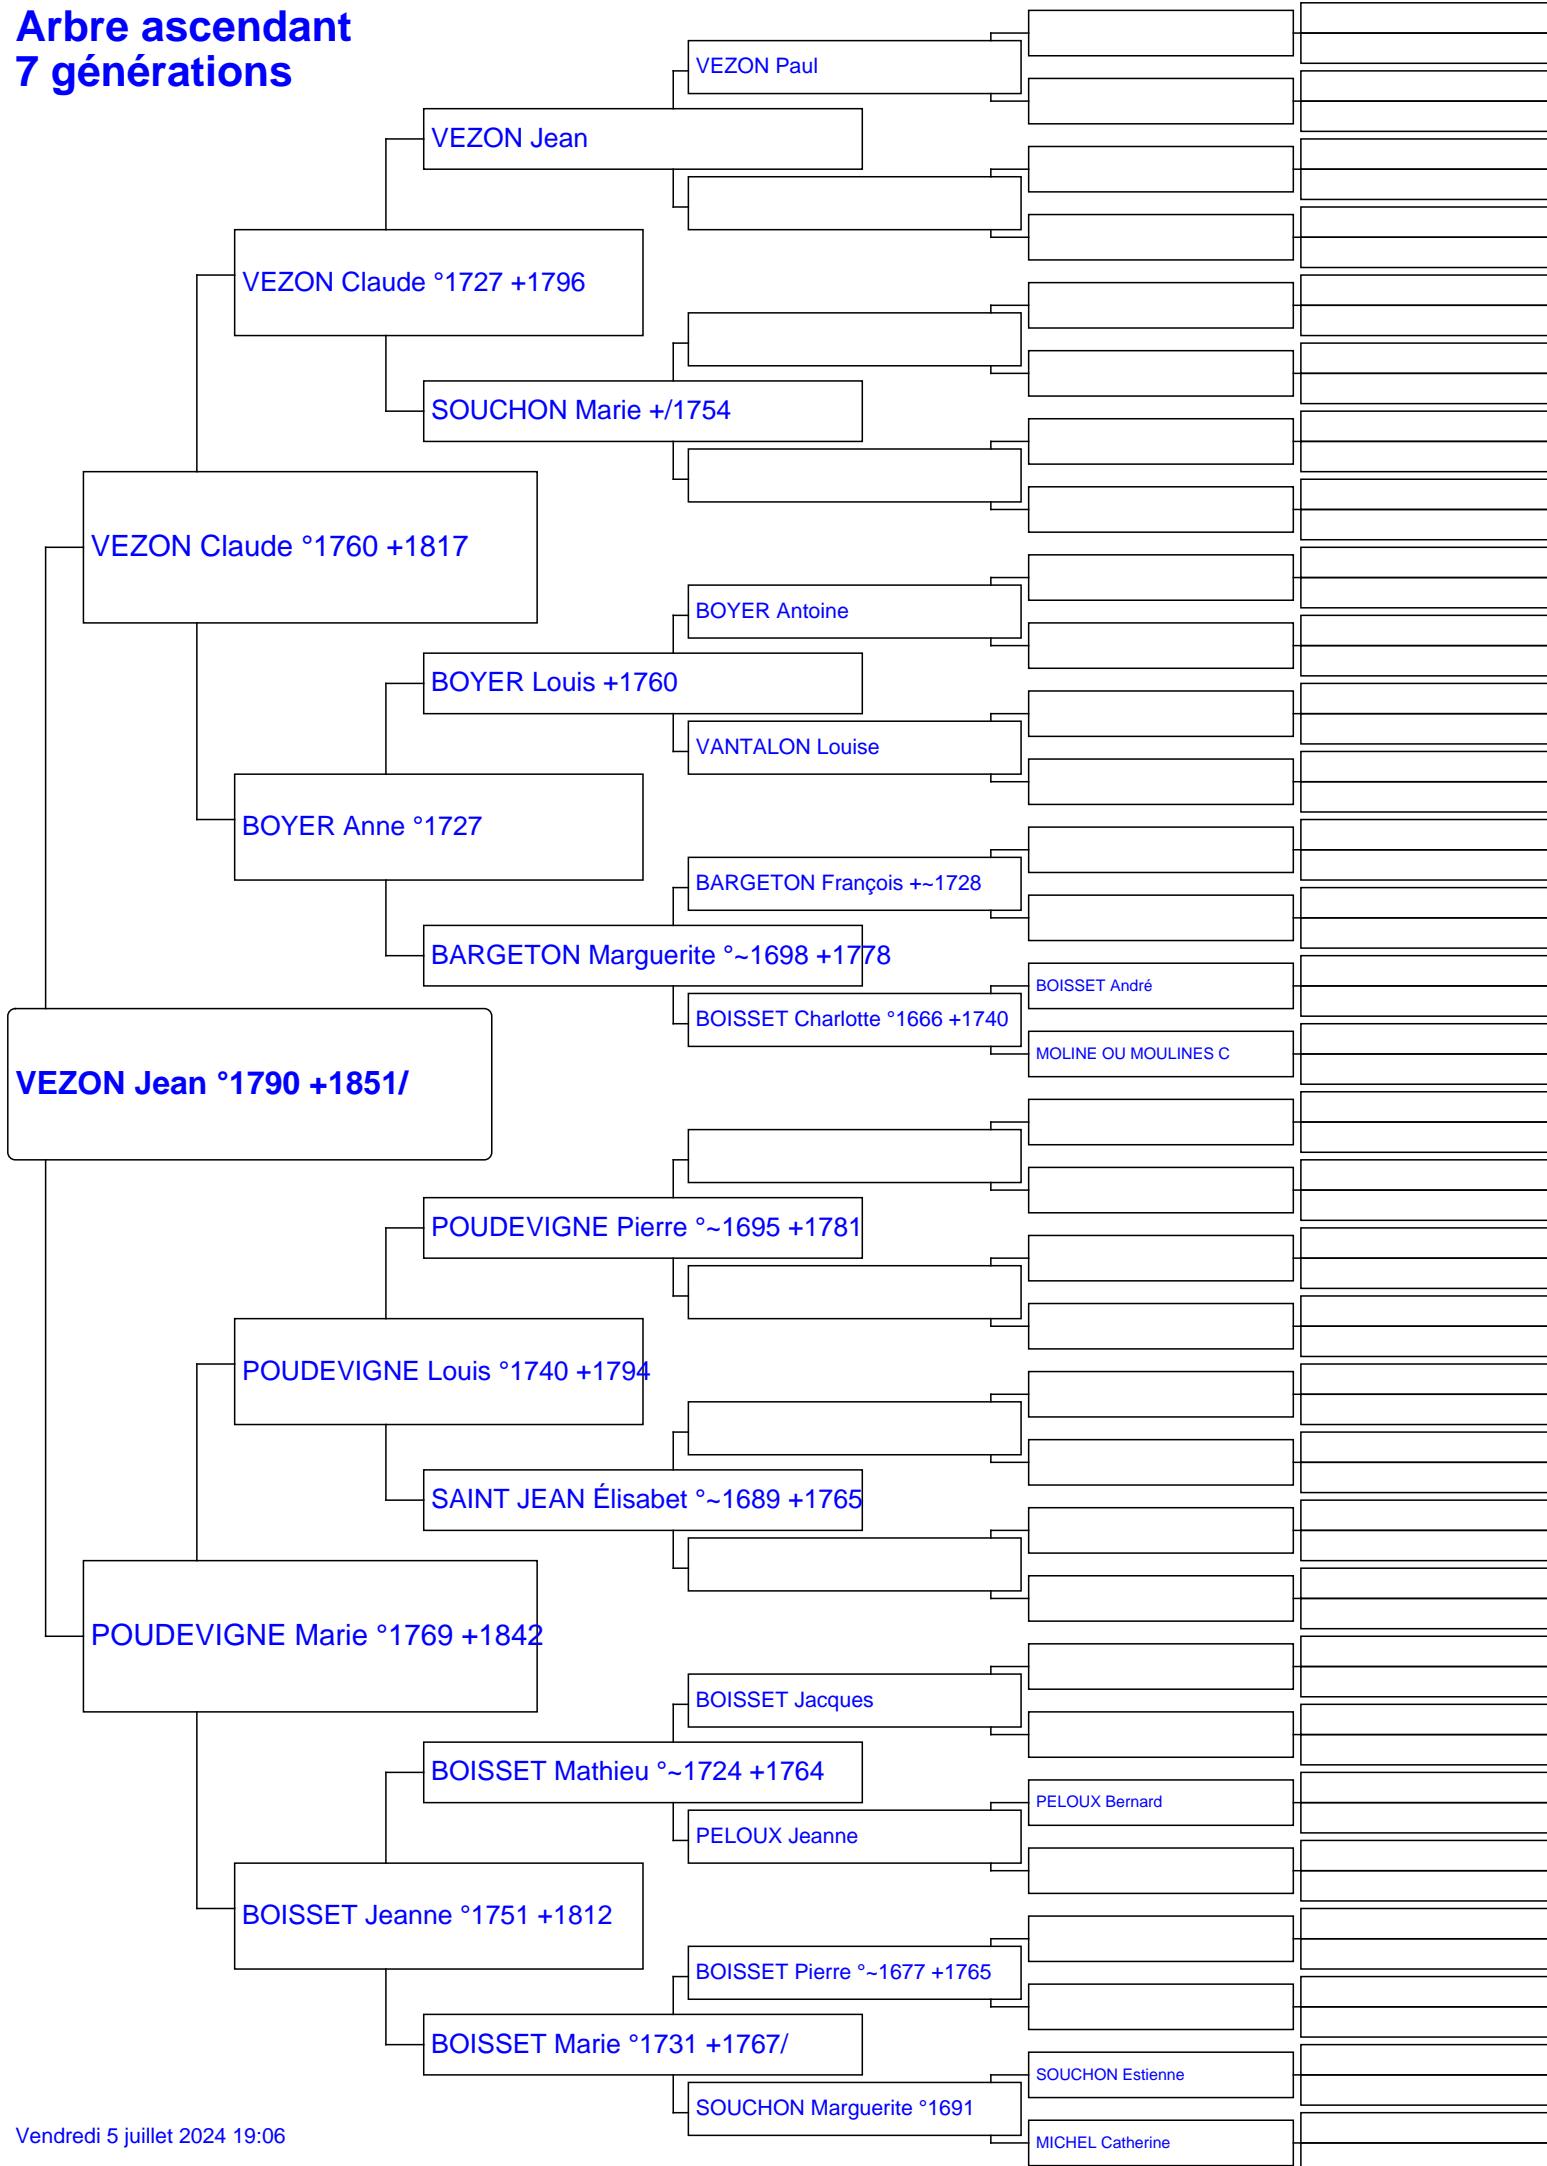 Arbre ascendant
7 générations
VEZON Paul
VEZON Jean
VEZON Claude °1727 +1796
SOUCHON Marie +/1754
VEZON Claude °1760 +1817
BOYER Antoine
BOYER Louis +1760
VANTALON Louise
BOYER Anne °1727
BARGETON François +~1728
BARGETON Marguerite °~1698 +1778
BOISSET André
BOISSET Charlotte °1666 +1740
MOLINE OU MOULINES C
VEZON Jean °1790 +1851/
POUDEVIGNE Pierre °~1695 +1781
POUDEVIGNE Louis °1740 +1794
SAINT JEAN Élisabet °~1689 +1765
POUDEVIGNE Marie °1769 +1842
BOISSET Jacques
BOISSET Mathieu °~1724 +1764
PELOUX Bernard
PELOUX Jeanne
BOISSET Jeanne °1751 +1812
BOISSET Pierre °~1677 +1765
BOISSET Marie °1731 +1767/
SOUCHON Estienne
SOUCHON Marguerite °1691
MICHEL Catherine
Vendredi 5 juillet 2024 19:06